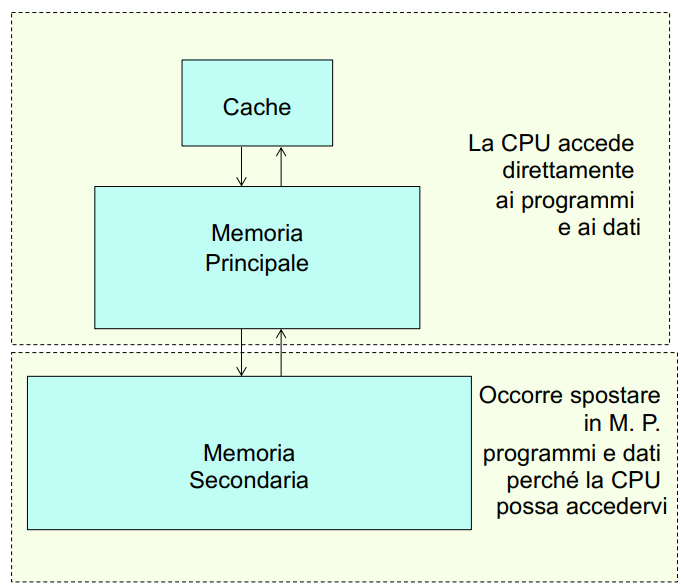 Cache
La CPU accede
direttamente
ai programmi
e ai dati
Memoria
Principale
Occorre spostare
in M. P.
programmi e dati
perché la CPU
possa accedervi
Memoria
Secondaria